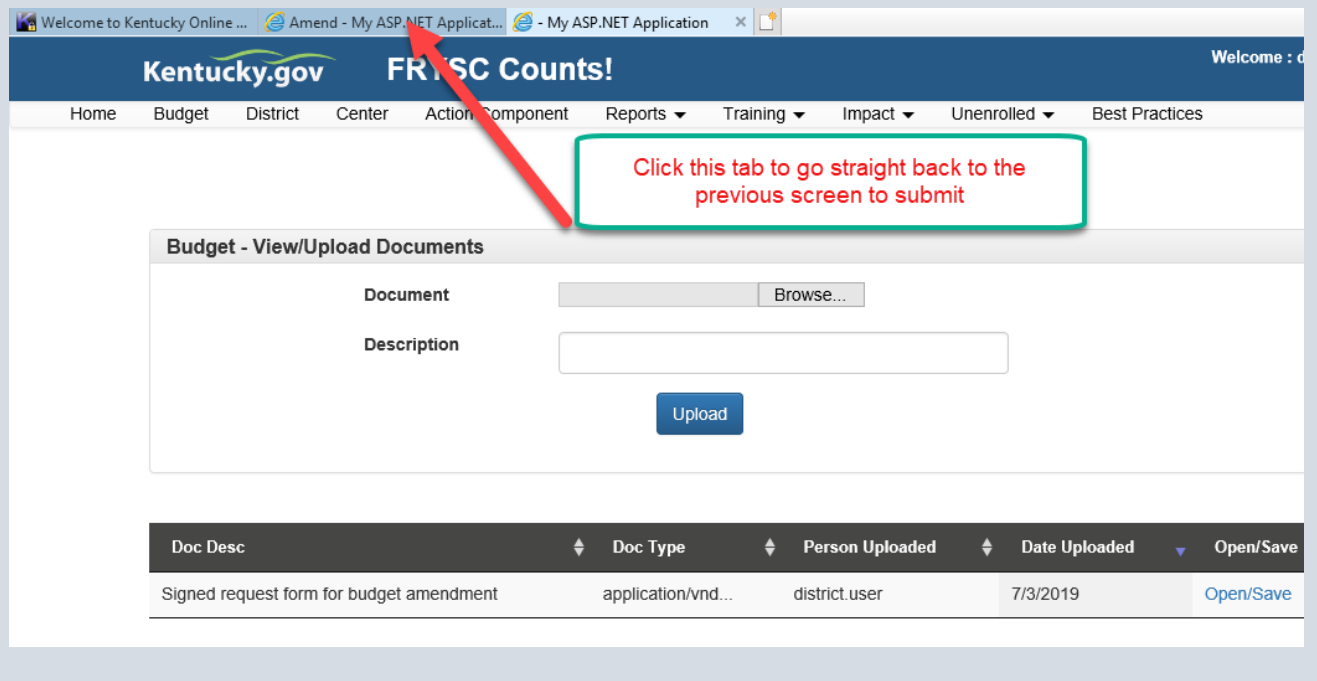 Welcome to Kentucky Online ... Amend - My ASP.NET Applicat... - My ASP.NET Application
Kentucky.gov FRYSC Counts! Welcome : d
Home Budget District Center Action Component Reports Training Impact Unenrolled Best Practices
Click this tab to go straight back to the
previous screen to submit
Budget - View/Upload Documents
Document Browse...
Description
Upload
Doc Desc Doc Type Person Uploaded Date Uploaded Open/Save
Signed request form for budget amendment application/vnd... district.user 7/3/2019 Open/Save